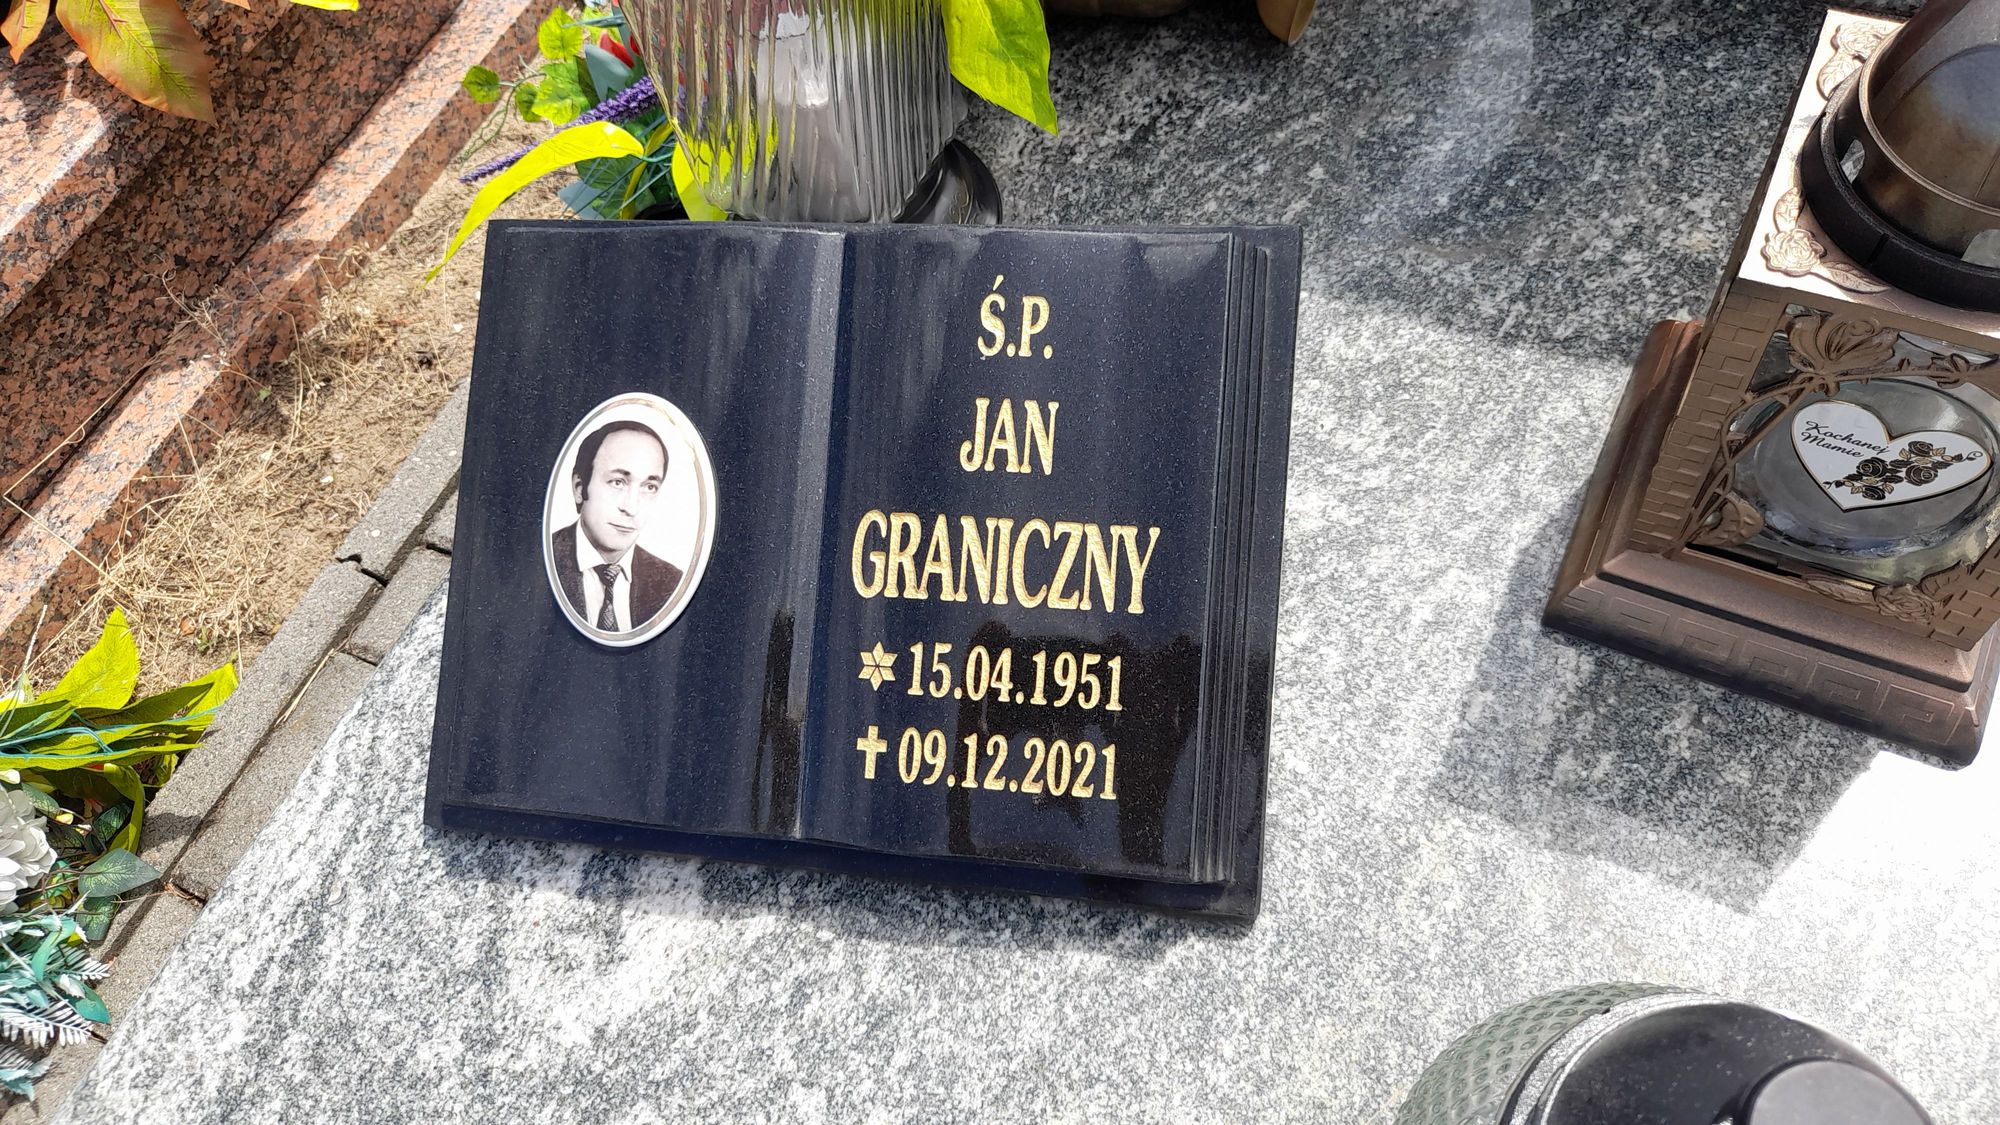 Ś.P.
JAN
GRANICZNY
15.04.1951
09.12.2021
Kochanej
Mamie